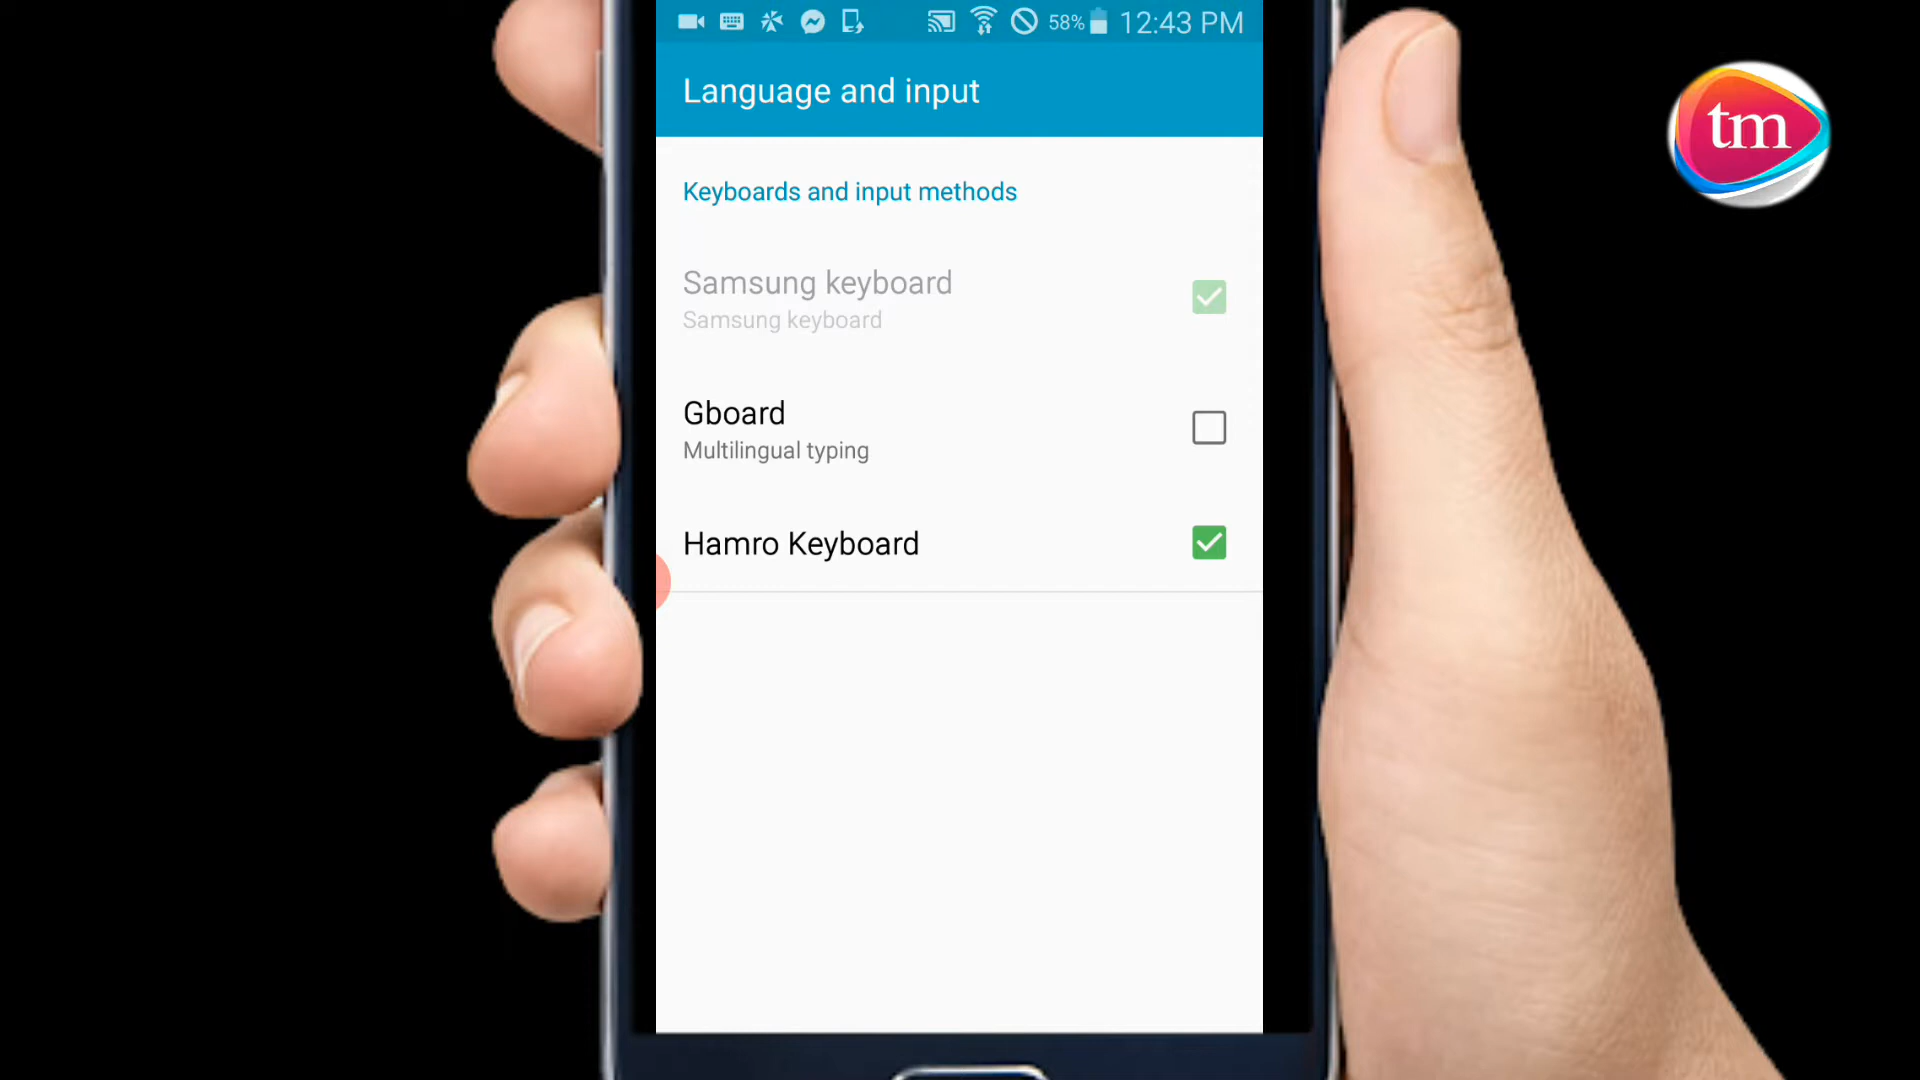 58% 12:43 PM
Language and input
tm
Keyboards and input methods
Samsung keyboard
Samsung keyboard
Gboard
Multilingual typing
Hamro Keyboard